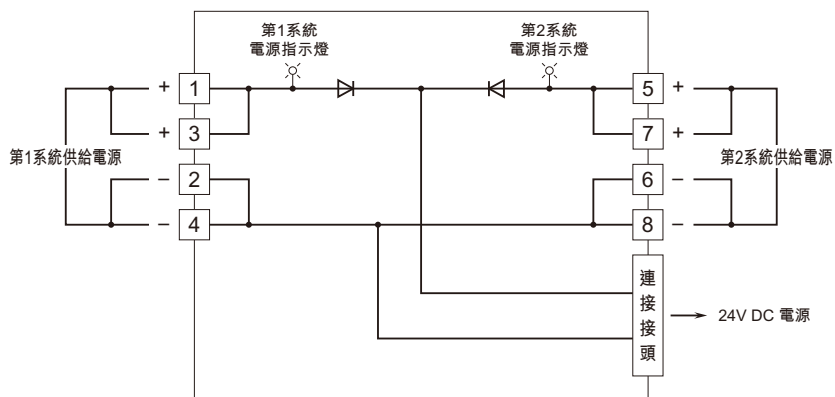 第1系統
電源指示燈
第2系統
電源指示燈
+ 1
5 +
+ 3
7 +
第1系統供給電源
第2系統供給電源
− 2
6 −
− 4
8 −
連接接頭
24V DC 電源